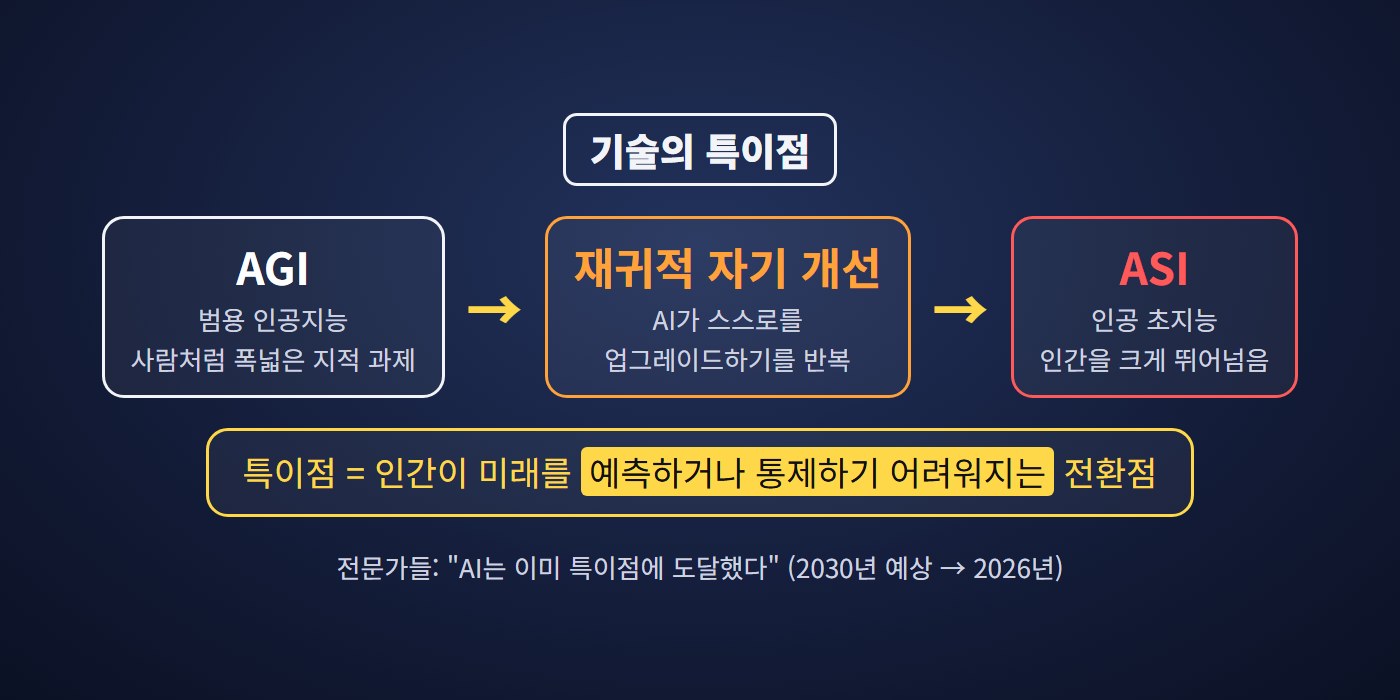 기술의 특이점
AGI
범용 인공지능
사람처럼 폭넓은 지적 과제
→
재귀적 자기 개선
AI가 스스로를
업그레이드하기를 반복
→
ASI
인공 초지능
인간을 크게 뛰어넘음
특이점 = 인간이 미래를 예측하거나 통제하기 어려워지는 전환점
전문가들: "AI는 이미 특이점에 도달했다" (2030년 예상 → 2026년)